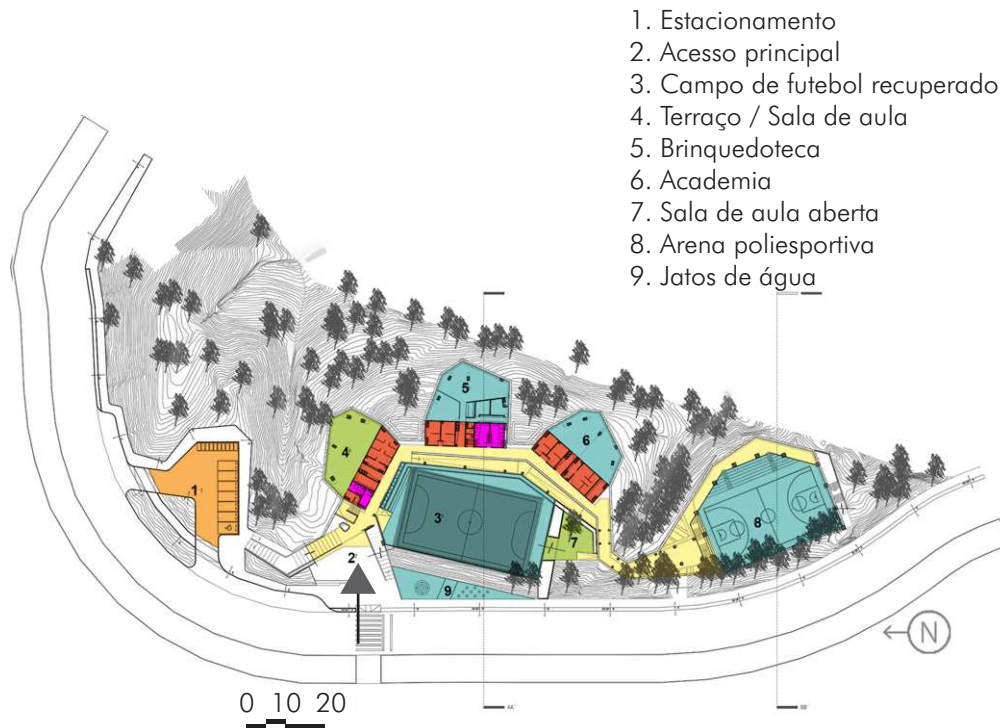 1. Estacionamento
2. Acesso principal
3. Campo de futebol recuperado
4. Terraço / Sala de aula
5. Brinquedoteca
6. Academia
7. Sala de aula aberta
8. Arena poliesportiva
9. Jatos de água
5
4
6
1
3
8
7
2
9
N
0 10 20
AA'
BB'